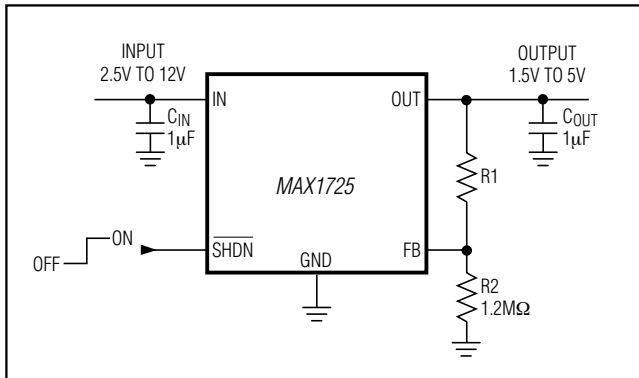 INPUT
2.5V TO 12V
OUTPUT
1.5V TO 5V
IN
OUT
CIN
1µF
COUT
1µF
MAX1725
R1
OFF
ON
SHDN
GND
FB
R2
1.2MΩ